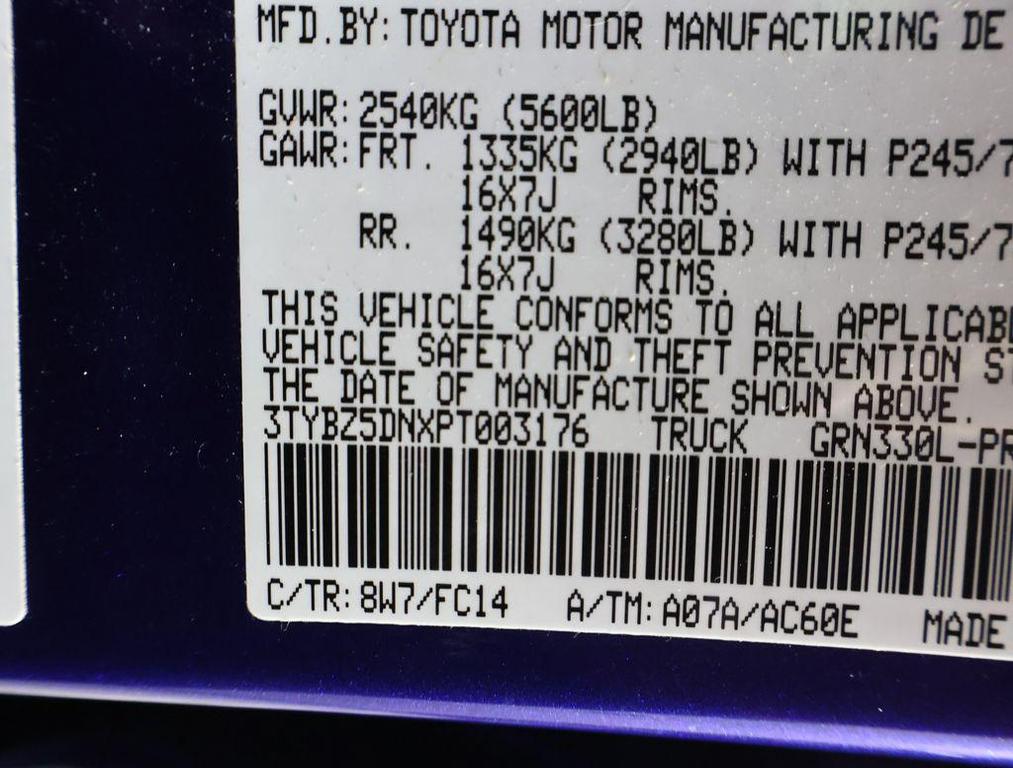 MFD.BY: TOYOTA MOTOR MANUFACTURING DE
GVWR: 2540KG (5600LB)
GAWR: FRT. 1335KG (2940LB) WITH P245/7
16X7J RIMS.
RR. 1490KG (3280LB) WITH P245/7
16X7J RIMS.
THIS VEHICLE CONFORMS TO ALL APPLICABL
VEHICLE SAFETY AND THEFT PREVENTION ST
THE DATE OF MANUFACTURE SHOWN ABOVE.
3TYBZ5DNXPT003176 TRUCK GRN330L-PR
C/TR: 8W7/FC14 A/TM: A07A/AC60E MADE